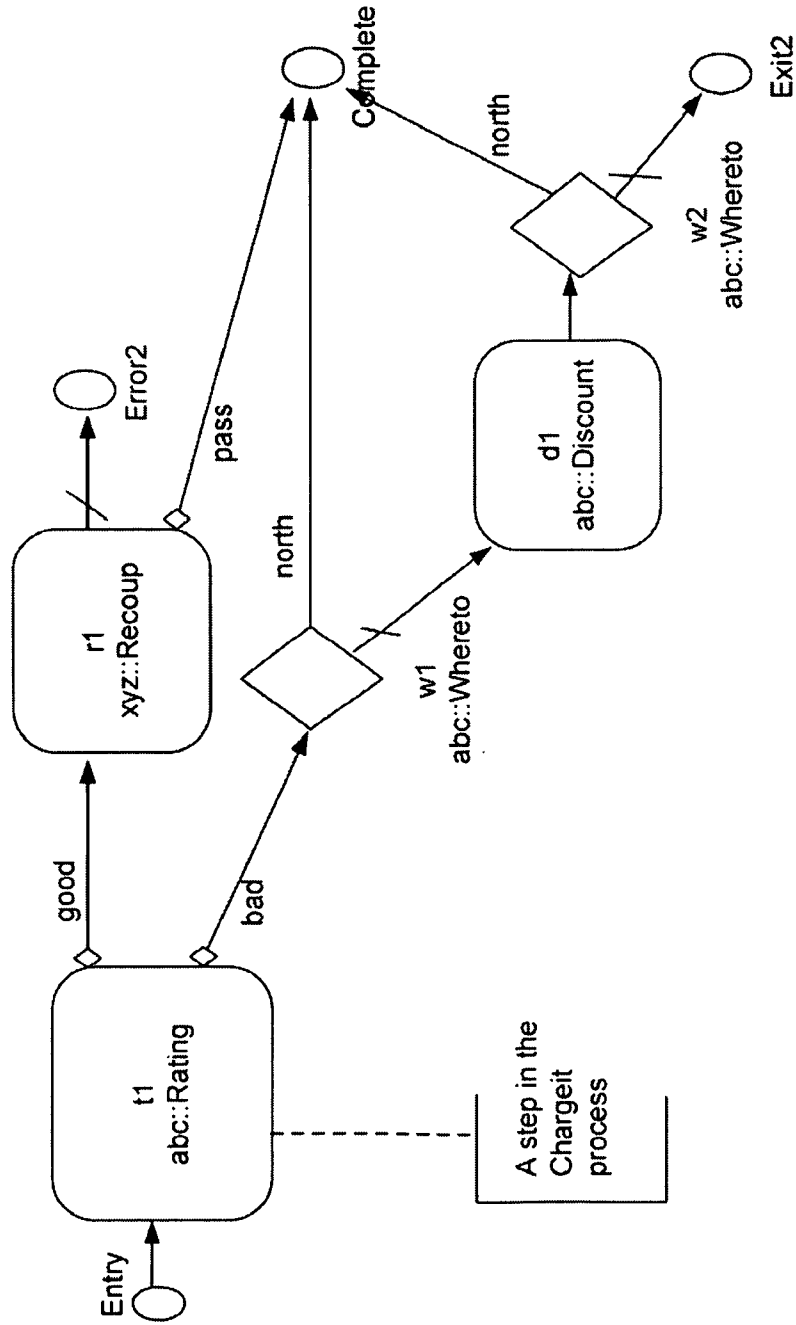 Entry
t1
abc::Rating
A step in the
Chargeit
process
good
bad
r1
xyz::Recoup
Error2
pass
north
w1
abc::Whereto
d1
abc::Discount
w2
abc::Whereto
north
Complete
Exit2